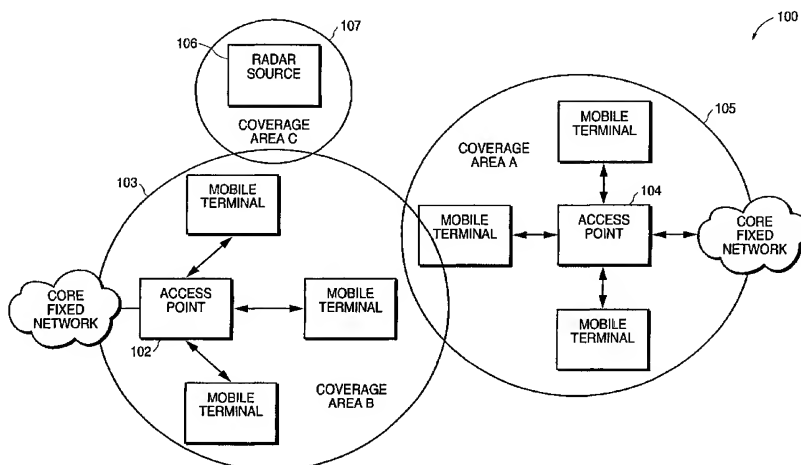 100
106
107
RADAR
SOURCE
COVERAGE
AREA C
105
MOBILE
TERMINAL
COVERAGE
AREA A
103
MOBILE
TERMINAL
104
MOBILE
TERMINAL
ACCESS
POINT
CORE
FIXED
NETWORK
CORE
FIXED
NETWORK
ACCESS
POINT
MOBILE
TERMINAL
102
MOBILE
TERMINAL
MOBILE
TERMINAL
COVERAGE
AREA B